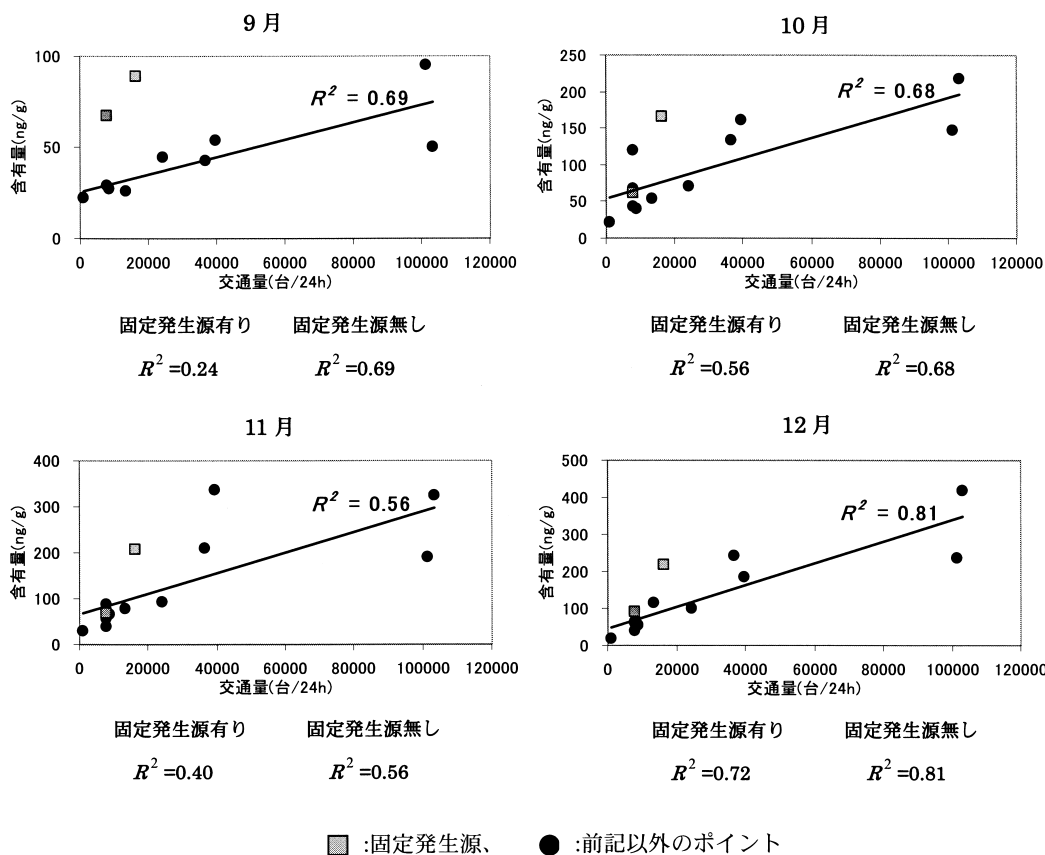 9 月
含有量(ng/g)
100
50
0
R² = 0.69
0 20000 40000 60000 80000 100000 120000
交通量(台/24h)
固定発生源有り 固定発生源無し
R² =0.24 R² =0.69
10 月
含有量(ng/g)
250
200
150
100
50
0
R² = 0.68
0 20000 40000 60000 80000 100000 120000
交通量(台/24h)
固定発生源有り 固定発生源無し
R² =0.56 R² =0.68
11 月
含有量(ng/g)
400
300
200
100
0
R² = 0.56
0 20000 40000 60000 80000 100000 120000
交通量(台/24h)
固定発生源有り 固定発生源無し
R² =0.40 R² =0.56
12 月
含有量(ng/g)
500
400
300
200
100
0
R² = 0.81
0 20000 40000 60000 80000 100000 120000
交通量(台/24h)
固定発生源有り 固定発生源無し
R² =0.72 R² =0.81
:固定発生源、 :前記以外のポイント